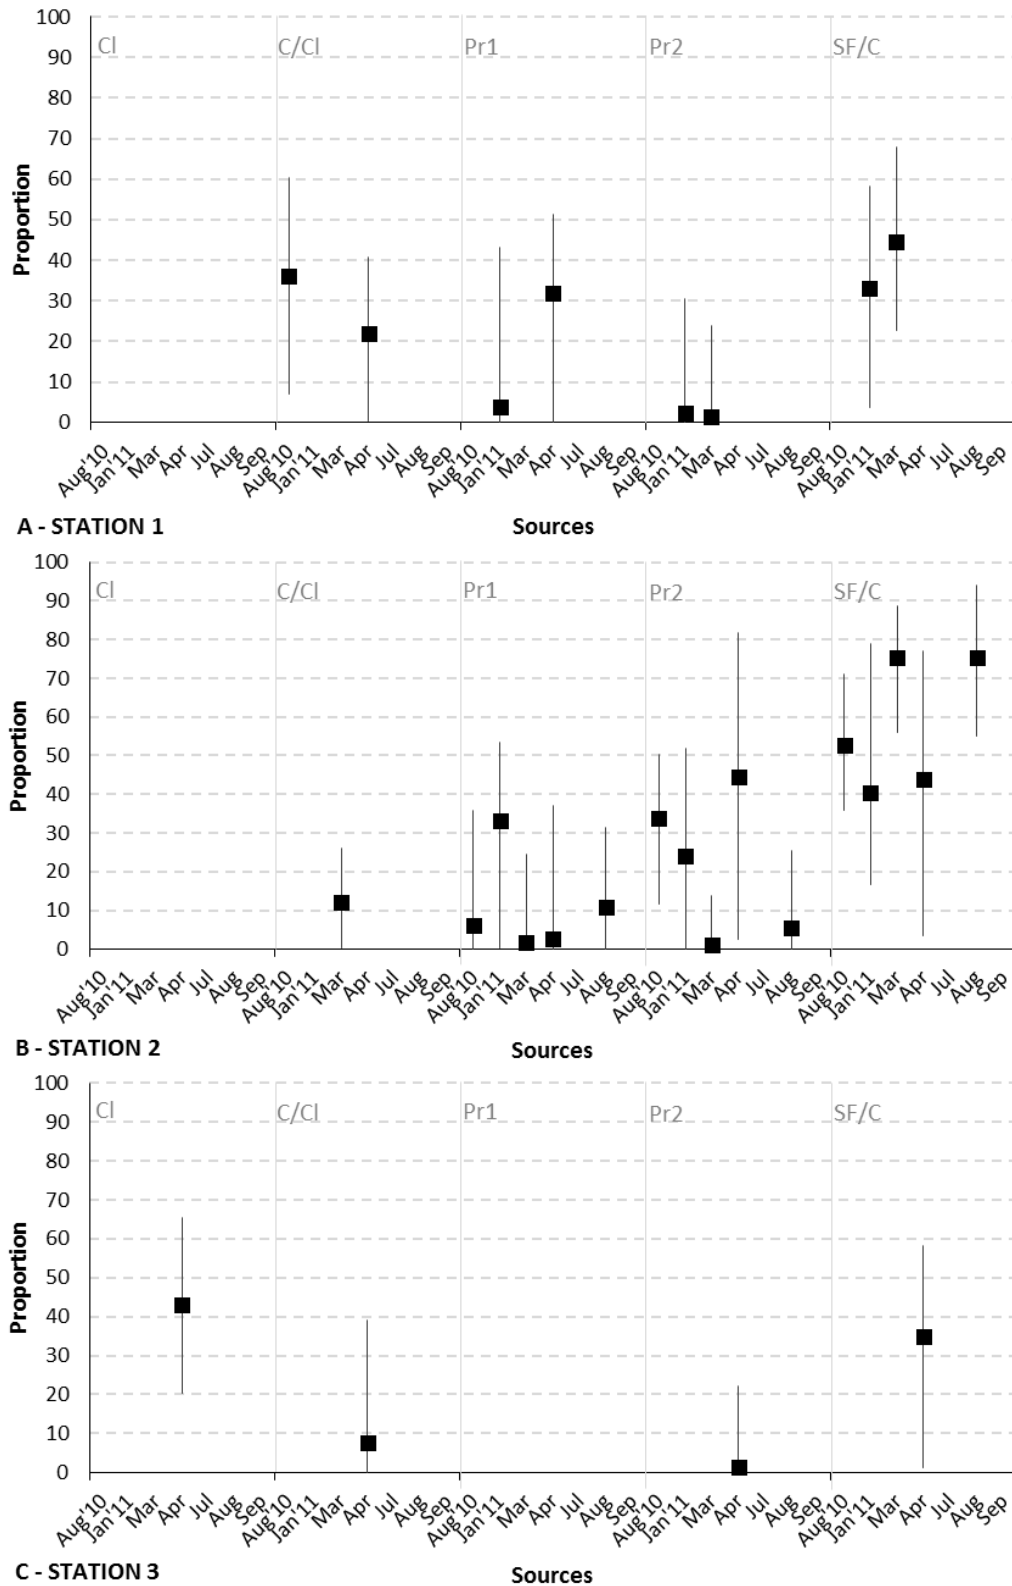 100
90
80
70
60
50
40
30
20
10
0
Proportion
Cl C/Cl Pr1 Pr2 SF/C
Aug'10 Jan'11 Mar Apr Jul Aug Sep Aug'10 Jan'11 Mar Apr Jul Aug Sep Aug'10 Jan'11 Mar Apr Jul Aug Sep Aug'10 Jan'11 Mar Apr Jul Aug Sep Aug'10 Jan'11 Mar Apr Jul Aug Sep
A - STATION 1 Sources
100
90
80
70
60
50
40
30
20
10
0
Proportion
Cl C/Cl Pr1 Pr2 SF/C
Aug'10 Jan'11 Mar Apr Jul Aug Sep Aug'10 Jan'11 Mar Apr Jul Aug Sep Aug'10 Jan'11 Mar Apr Jul Aug Sep Aug'10 Jan'11 Mar Apr Jul Aug Sep Aug'10 Jan'11 Mar Apr Jul Aug Sep
B - STATION 2 Sources
100
90
80
70
60
50
40
30
20
10
0
Proportion
Cl C/Cl Pr1 Pr2 SF/C
Aug'10 Jan'11 Mar Apr Jul Aug Sep Aug'10 Jan'11 Mar Apr Jul Aug Sep Aug'10 Jan'11 Mar Apr Jul Aug Sep Aug'10 Jan'11 Mar Apr Jul Aug Sep Aug'10 Jan'11 Mar Apr Jul Aug Sep
C - STATION 3 Sources